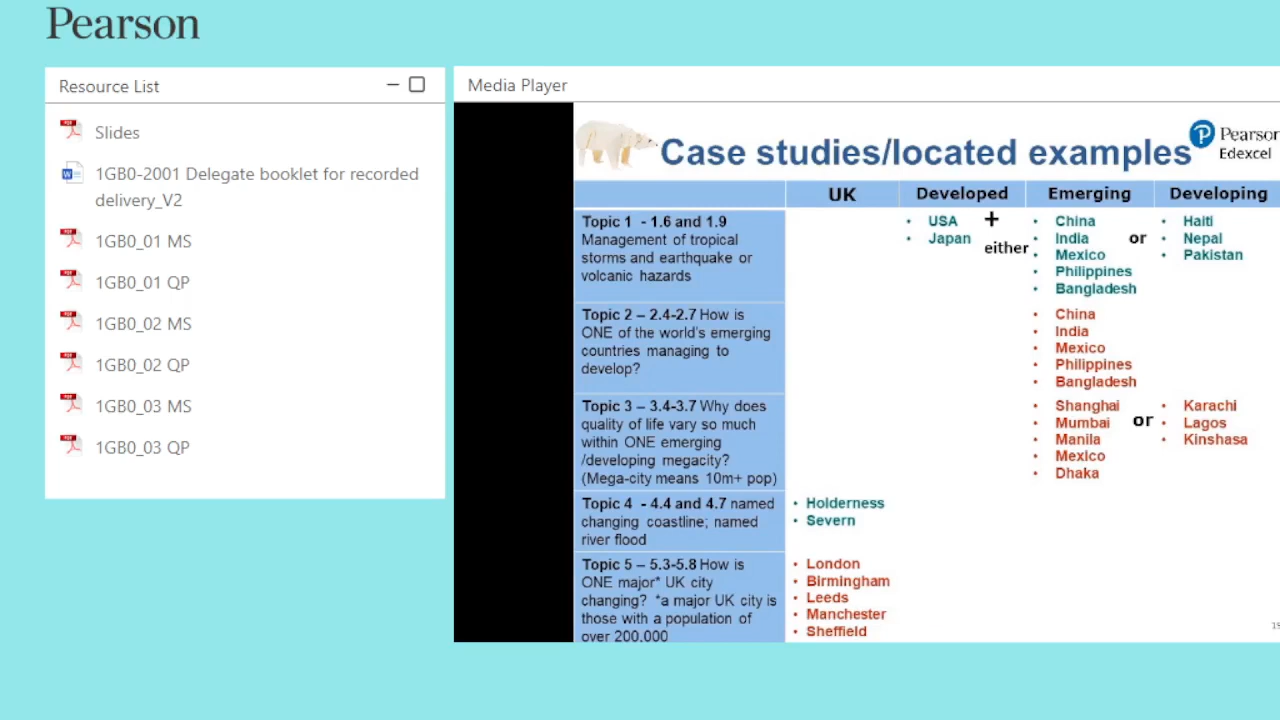 Pearson
Resource List
Slides
1GB0-2001 Delegate booklet for recorded
delivery_V2
1GB0_01 MS
1GB0_01 QP
1GB0_02 MS
1GB0_02 QP
1GB0_03 MS
1GB0_03 QP
Media Player
Case studies/located examples
Pearson
Edexcel
UK Developed Emerging Developing
Topic 1 - 1.6 and 1.9
Management of tropical
storms and earthquake or
volcanic hazards
• USA
• Japan
+
either
• China
• India
• Mexico
• Philippines
• Bangladesh
or
• Haiti
• Nepal
• Pakistan
Topic 2 – 2.4-2.7 How is
ONE of the world's emerging
countries managing to
develop?
• China
• India
• Mexico
• Philippines
• Bangladesh
Topic 3 – 3.4-3.7 Why does
quality of life vary so much
within ONE emerging
/developing megacity?
(Mega-city means 10m+ pop)
• Shanghai
• Mumbai
• Manila
• Mexico
• Dhaka
or
• Karachi
• Lagos
• Kinshasa
Topic 4 - 4.4 and 4.7 named
changing coastline; named
river flood
• Holderness
• Severn
Topic 5 – 5.3-5.8 How is
ONE major* UK city
changing? *a major UK city is
those with a population of
over 200,000
• London
• Birmingham
• Leeds
• Manchester
• Sheffield